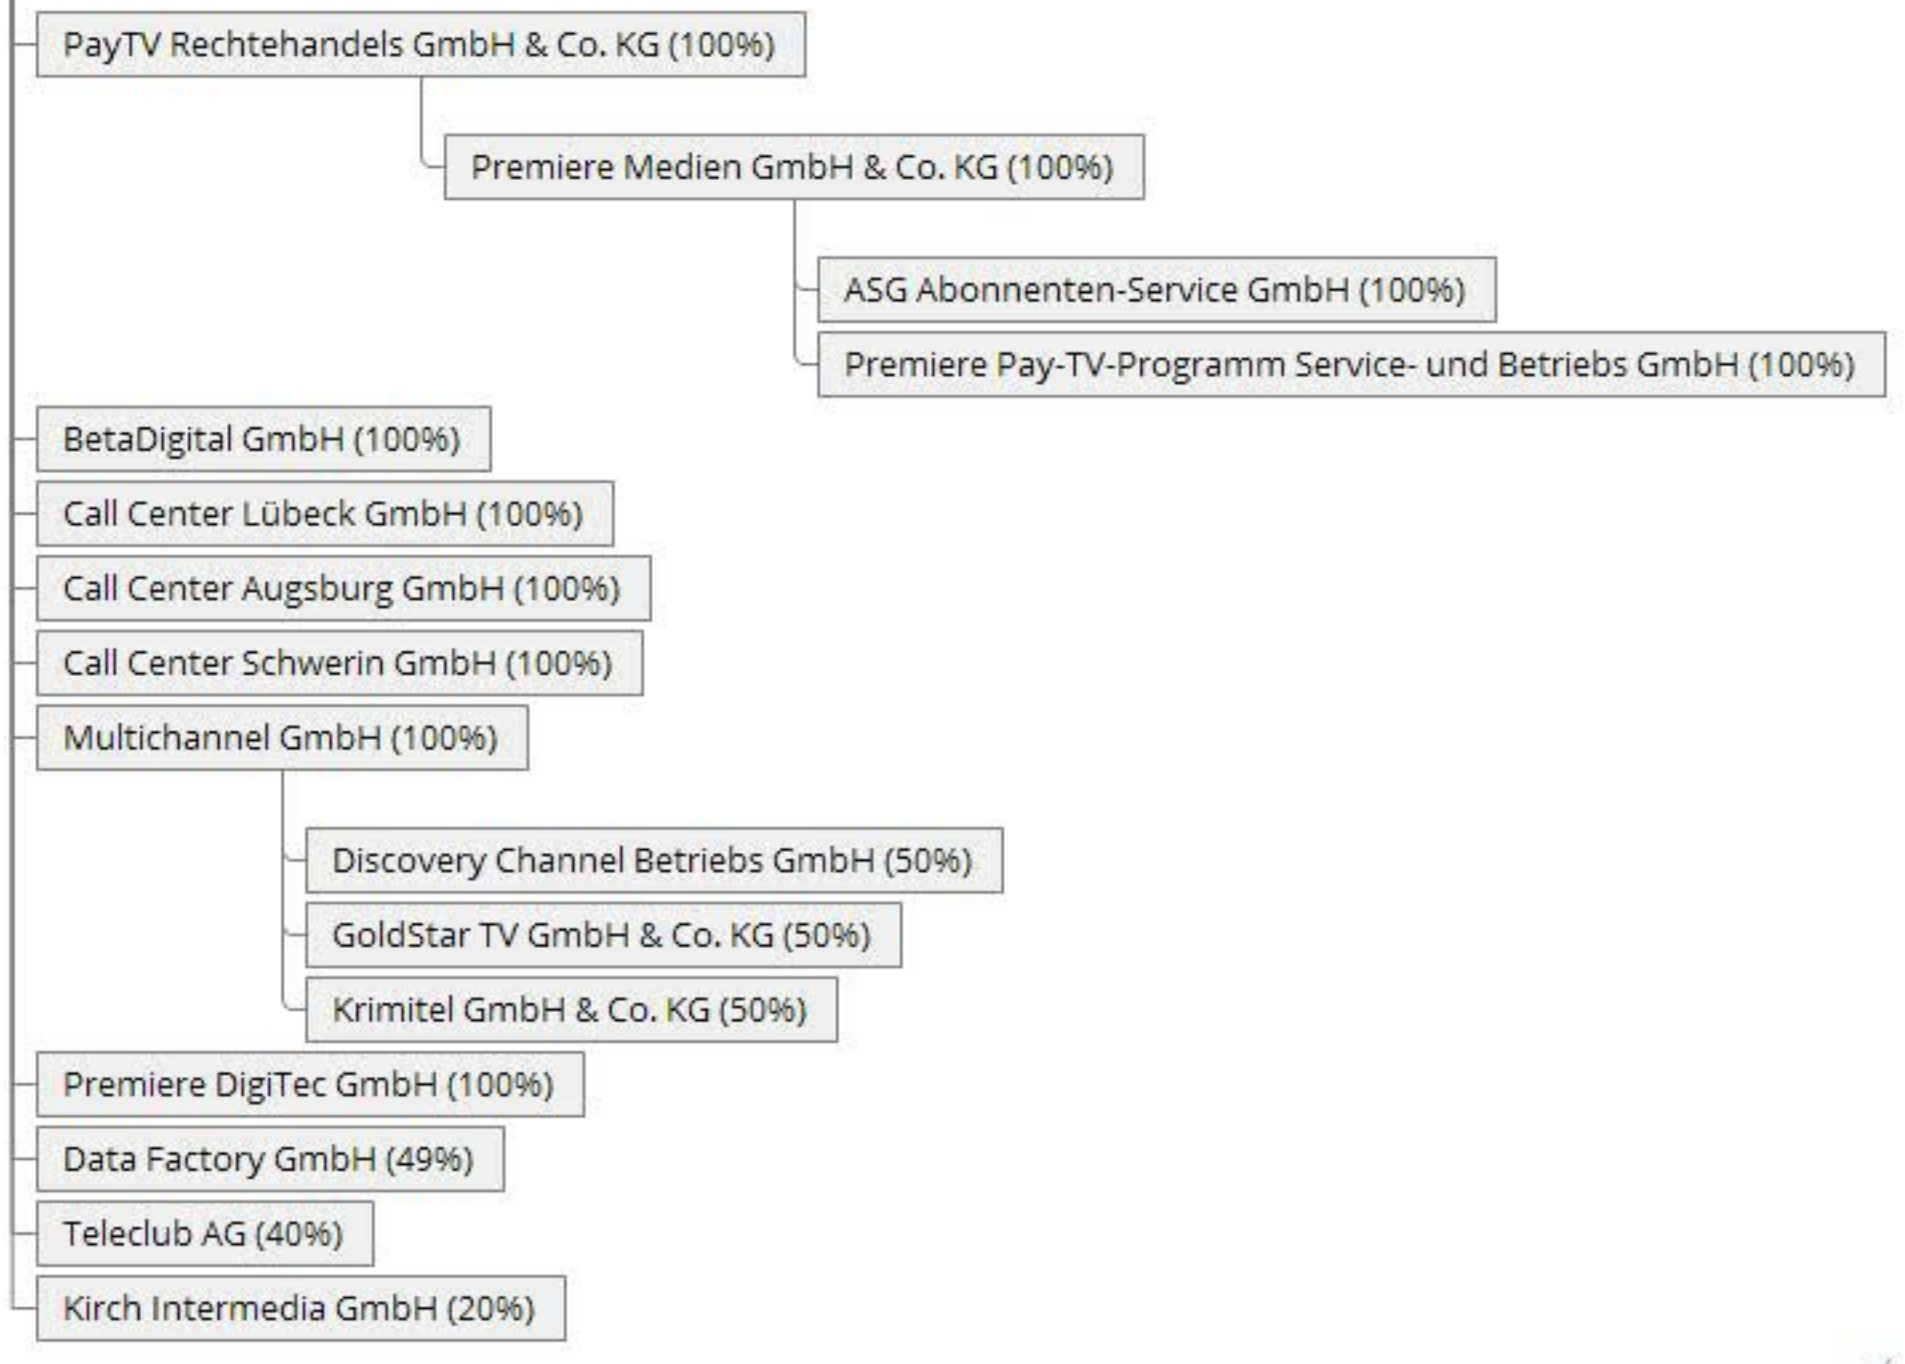 PayTV Rechtehandels GmbH & Co. KG (100%)
Premiere Medien GmbH & Co. KG (100%)
ASG Abonnenten-Service GmbH (100%)
Premiere Pay-TV-Programm Service- und Betriebs GmbH (100%)
BetaDigital GmbH (100%)
Call Center Lübeck GmbH (100%)
Call Center Augsburg GmbH (100%)
Call Center Schwerin GmbH (100%)
Multichannel GmbH (100%)
Discovery Channel Betriebs GmbH (50%)
GoldStar TV GmbH & Co. KG (50%)
Krimitel GmbH & Co. KG (50%)
Premiere DigiTec GmbH (100%)
Data Factory GmbH (49%)
Teleclub AG (40%)
Kirch Intermedia GmbH (20%)